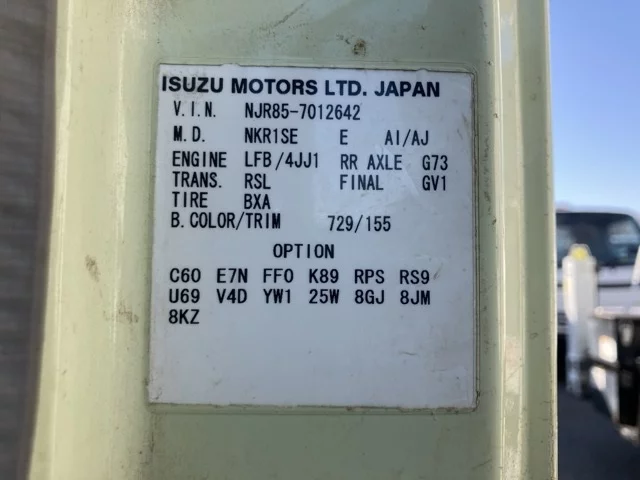 ISUZU MOTORS LTD. JAPAN
V.I.N. NJR85-7012642
M.D. NKR1SE E AI/AJ
ENGINE LFB/4JJ1 RR AXLE G73
TRANS. RSL FINAL GV1
TIRE BXA
B.COLOR/TRIM 729/155
OPTION
C60 E7N FF0 K89 RPS RS9
U69 V4D YW1 25W 8GJ 8JM
8KZ